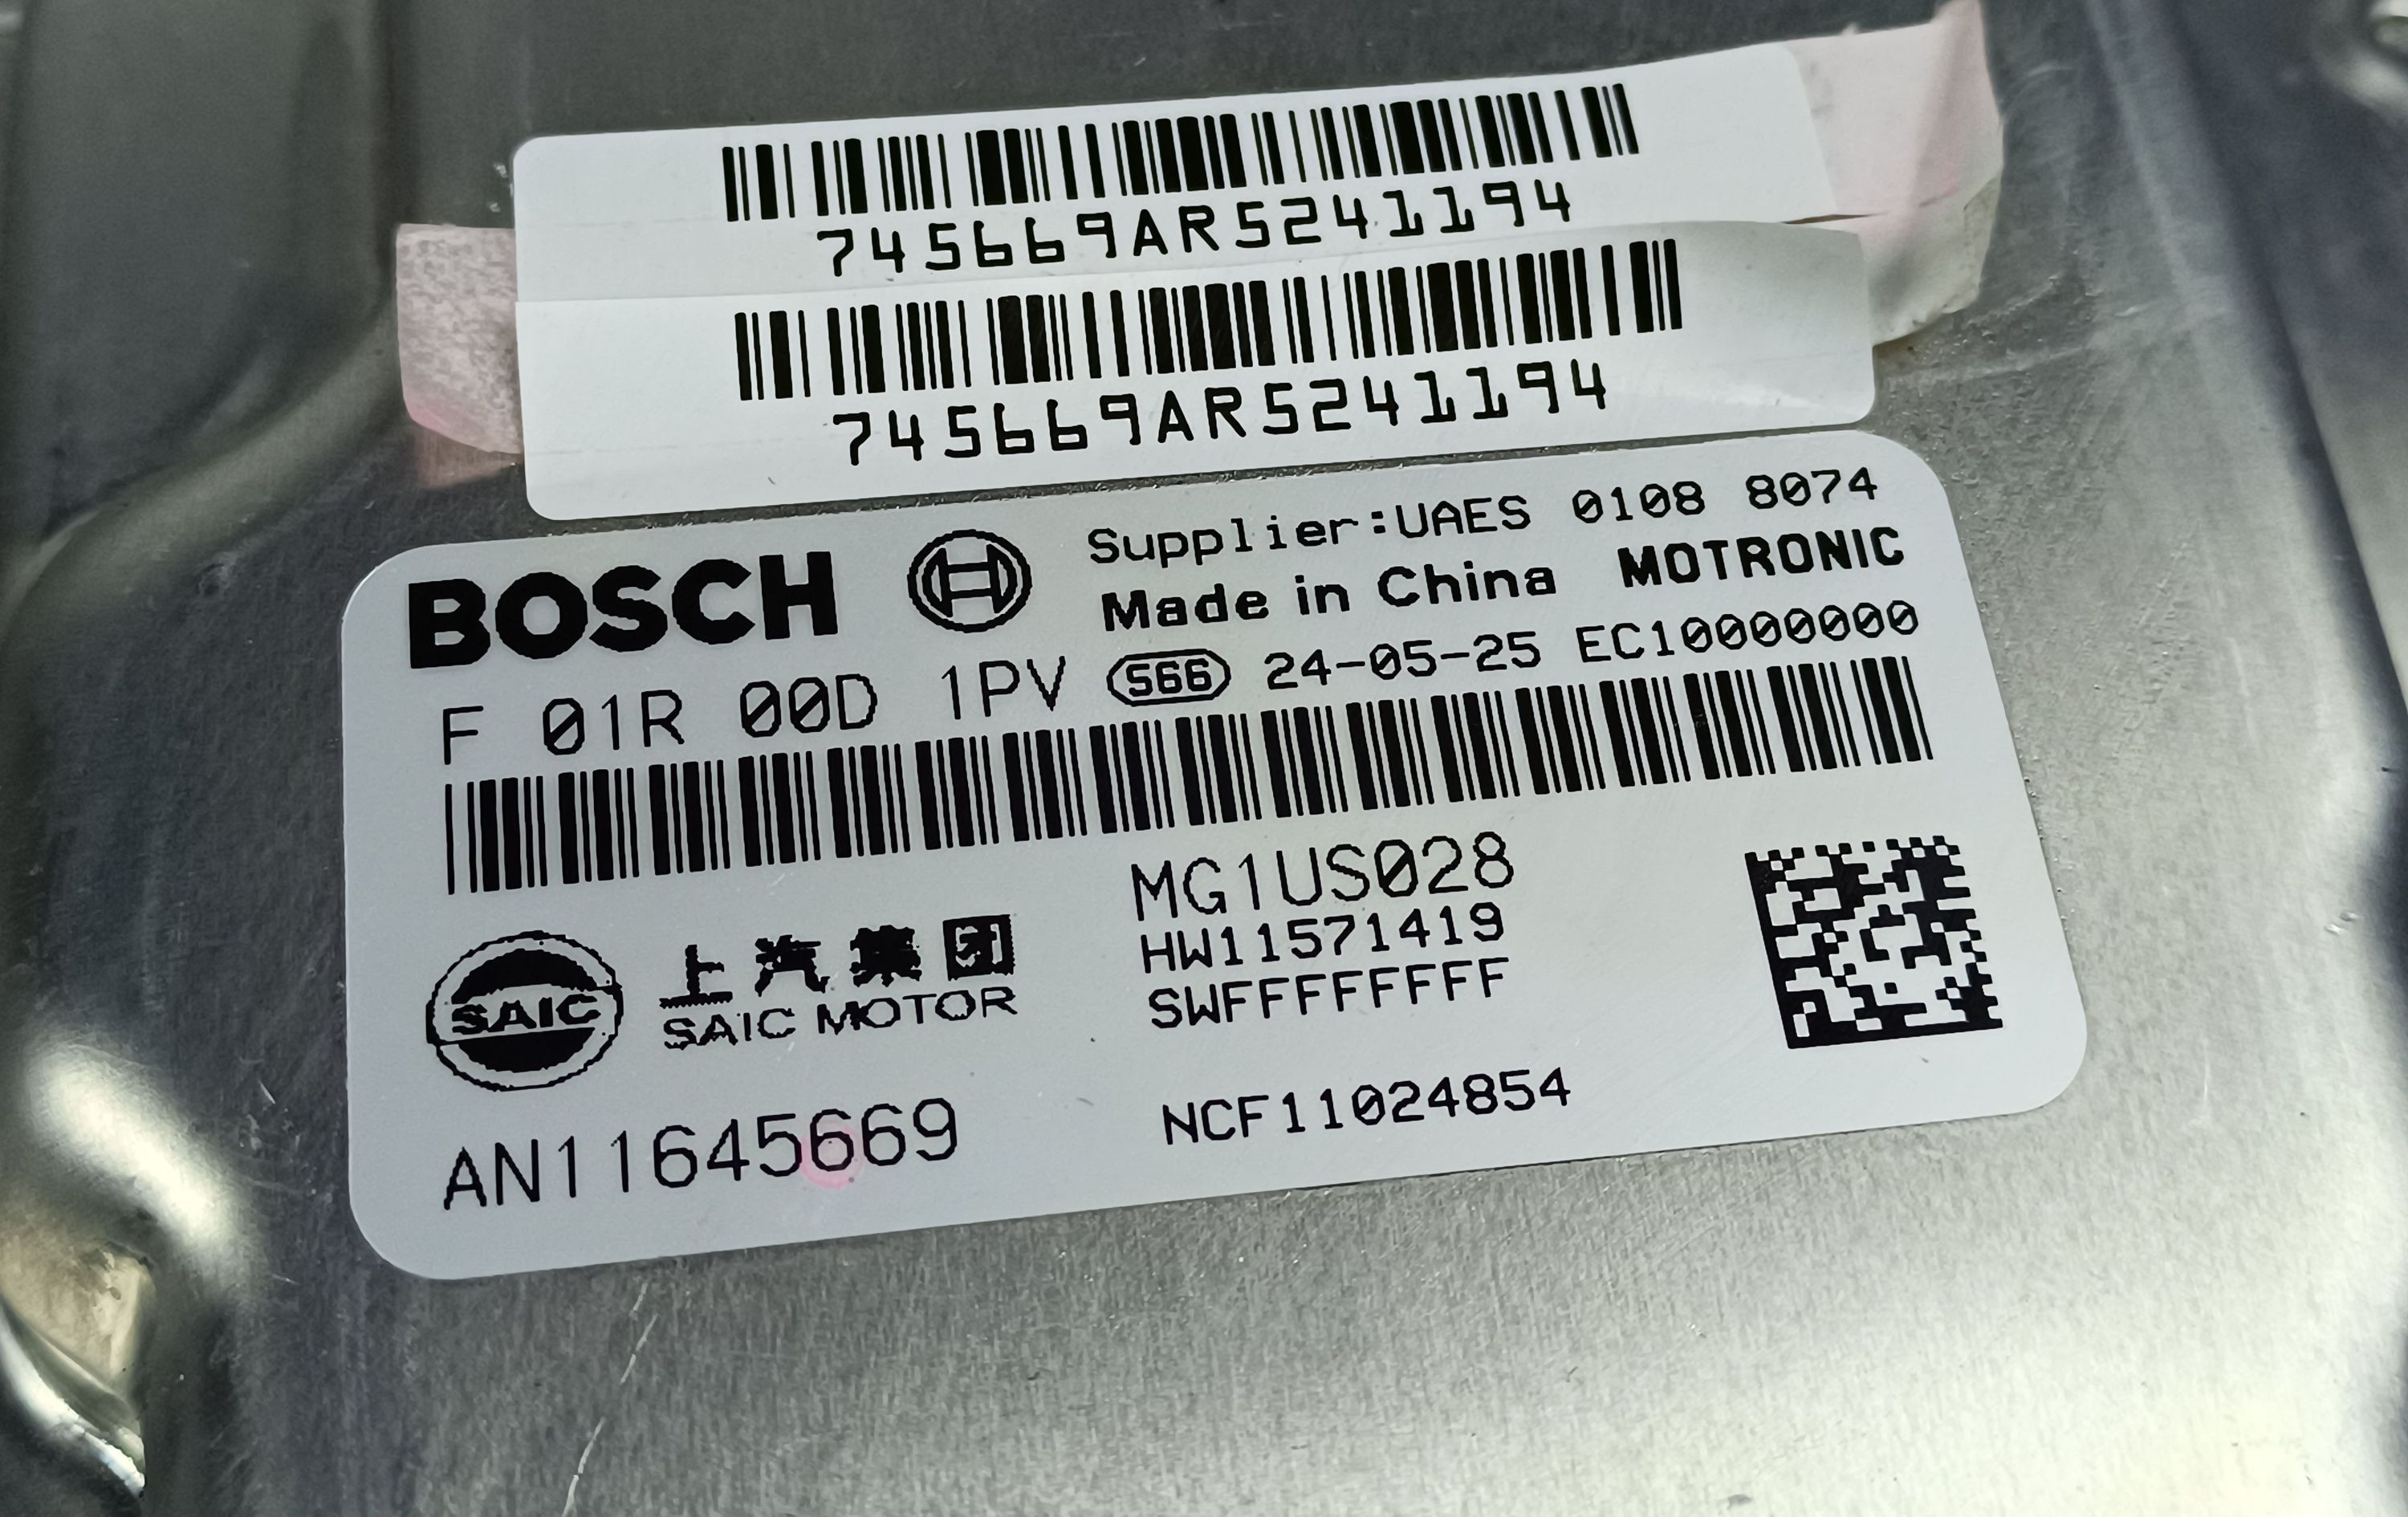 745669AR5241194
745669AR5241194
BOSCH
Supplier:UAES 0108 8074
Made in China MOTRONIC
F 01R 00D 1PV 566 24-05-25 EC10000000
MG1US028
HW11571419
SWFFFFFFFF
SAIC
上汽集团
SAIC MOTOR
AN11645669
NCF11024854